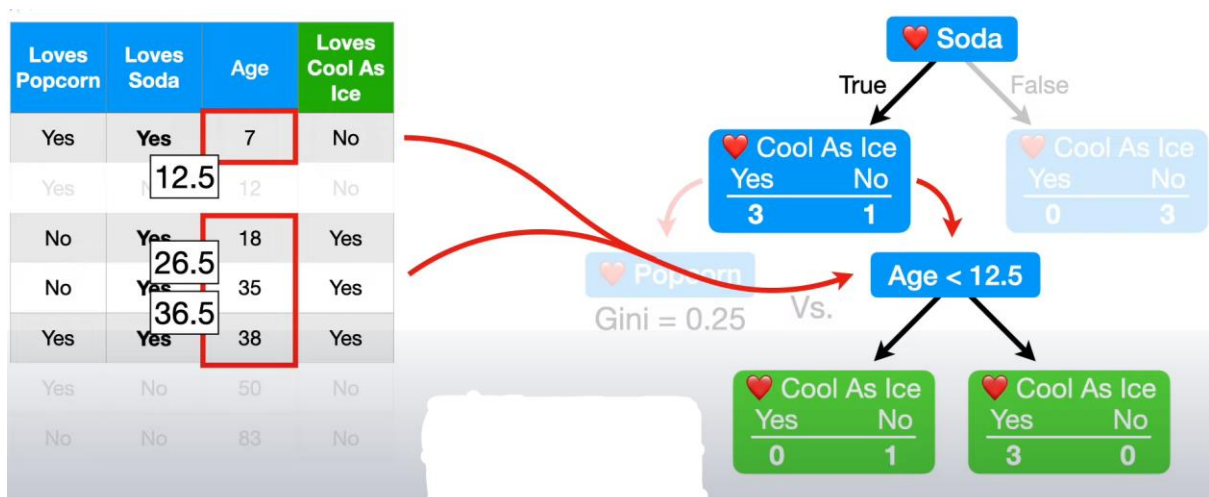 Loves Popcorn Loves Soda Age Loves Cool As Ice
Yes Yes 7 No
12.5
Yes N 12 No
No Yes 18 Yes
26.5
No Yes 35 Yes
36.5
Yes Yes 38 Yes
Yes No 50 No
No No 83 No
Soda
True False
Cool As Ice Cool As Ice
Yes No Yes No
3 1 0 3
Popcorn Age < 12.5
Gini = 0.25 Vs.
Cool As Ice Cool As Ice
Yes No Yes No
0 1 3 0